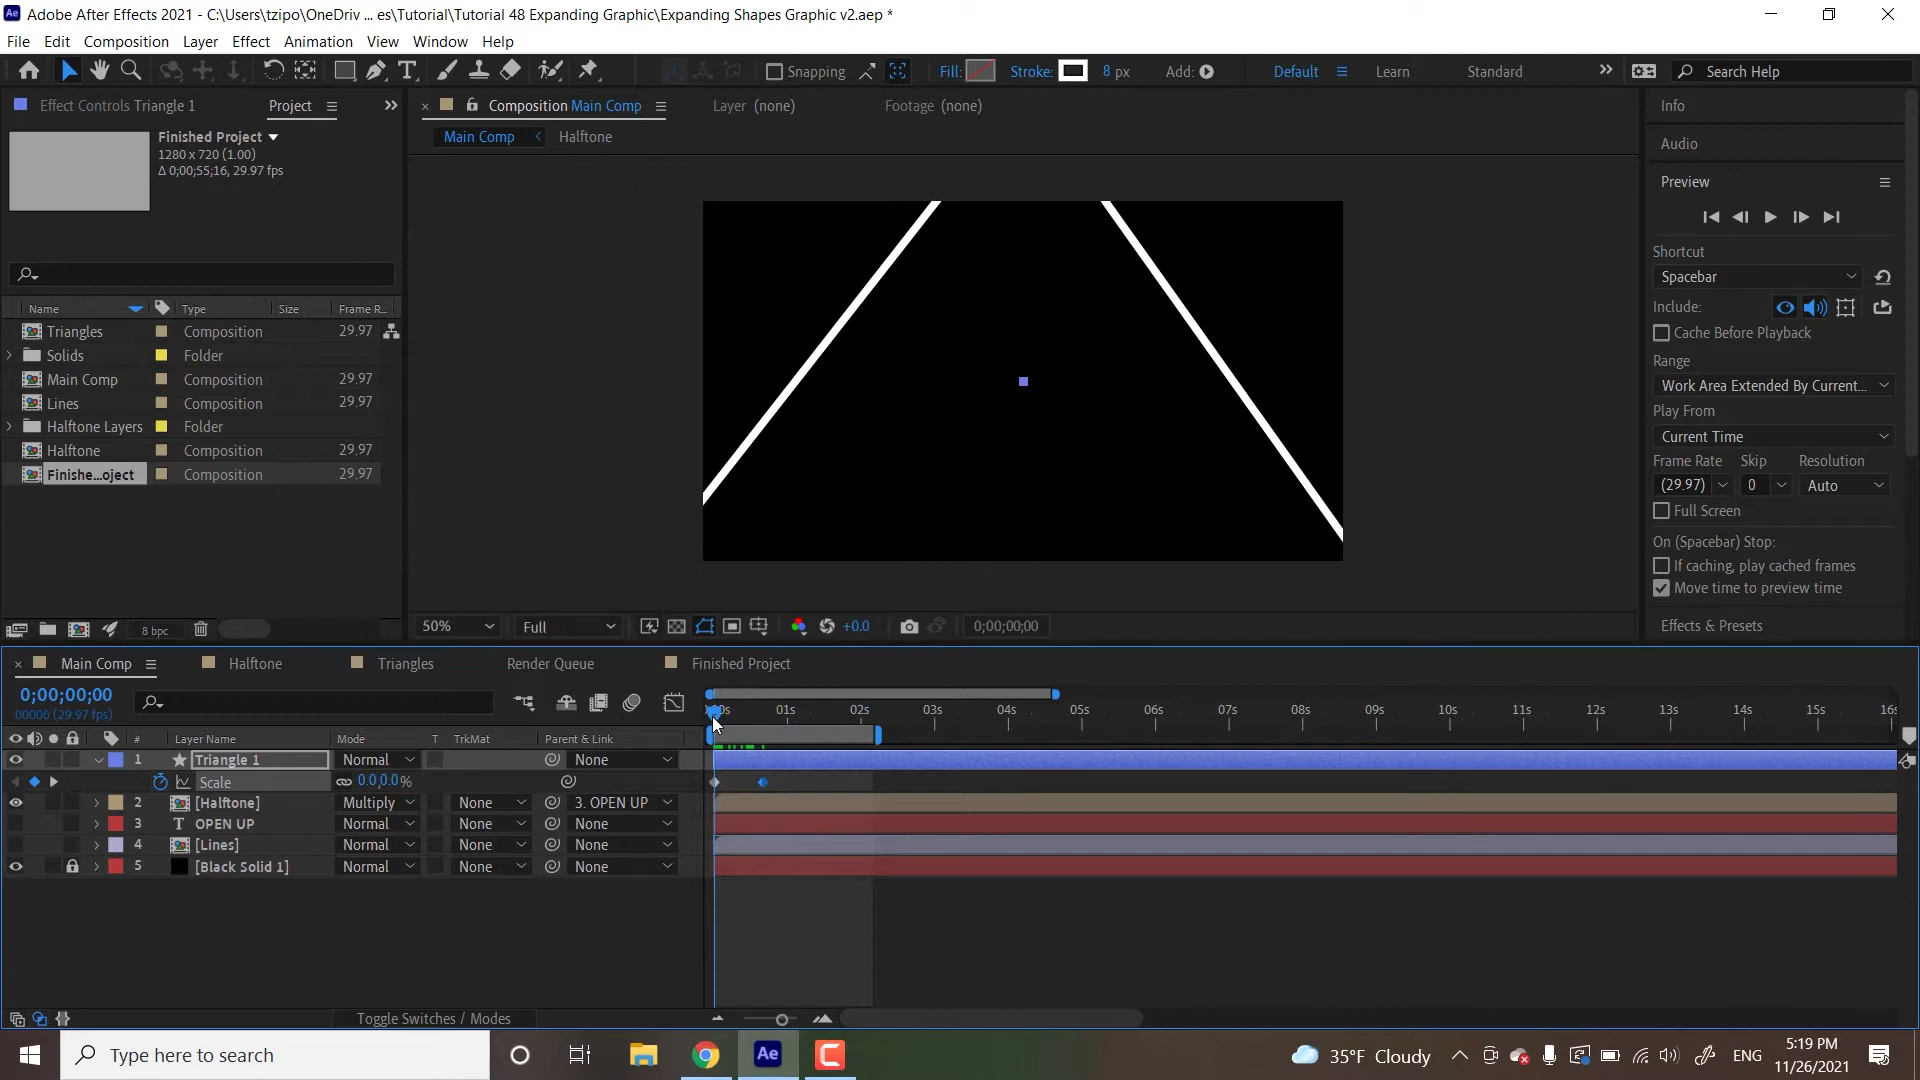 Adobe After Effects 2021 - C:\Users\tzipo\OneDriv ... es\Tutorial\Tutorial 48 Expanding Graphic\Expanding Shapes Graphic v2.aep *
File Edit Composition Layer Effect Animation View Window Help
Snapping Fill: Stroke: 8 px Add: Default Learn Standard Search Help
Effect Controls Triangle 1 Project
Composition Main Comp Layer (none) Footage (none)
Info
Finished Project
1280 x 720 (1.00)
Δ 0;00;55;16, 29.97 fps
Main Comp Halftone
Audio
Preview
Shortcut
Spacebar
Include:
Cache Before Playback
Range
Work Area Extended By Current...
Play From
Current Time
Frame Rate Skip Resolution
(29.97) 0 Auto
Full Screen
On (Spacebar) Stop:
If caching, play cached frames
Move time to preview time
Effects & Presets
Name Type Size Frame R...
Triangles Composition 29.97
Solids Folder
Main Comp Composition 29.97
Lines Composition 29.97
Halftone Layers Folder
Halftone Composition 29.97
Finishe...oject Composition 29.97
8 bpc
50% Full +0.0 0;00;00;00
Main Comp Halftone Triangles Render Queue Finished Project
0;00;00;00
00006 (29.97 fps)
01s 02s 03s 04s 05s 06s 07s 08s 09s 10s 11s 12s 13s 14s 15s 16s
# Layer Name Mode T TrkMat Parent & Link
1 Triangle 1 Normal None
Scale 0.0,0.0%
2 [Halftone] Multiply None 3. OPEN UP
3 T OPEN UP Normal None None
4 [Lines] Normal None None
5 [Black Solid 1] Normal None None
Toggle Switches / Modes
Type here to search
Ae
35°F Cloudy
ENG
5:19 PM
11/26/2021